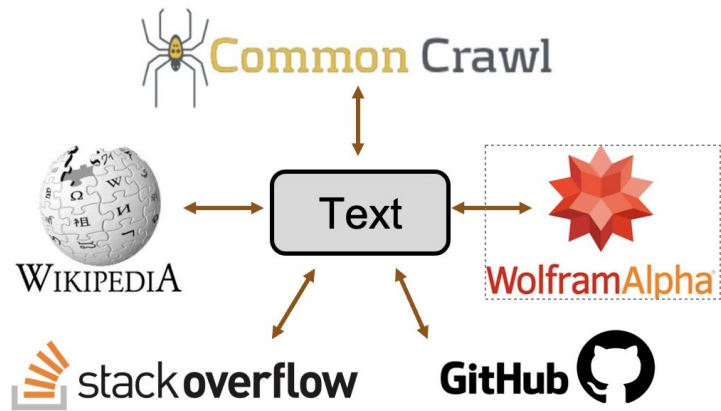 Common Crawl
Text
WIKIPEDIA
WolframAlpha
stackoverflow
GitHub